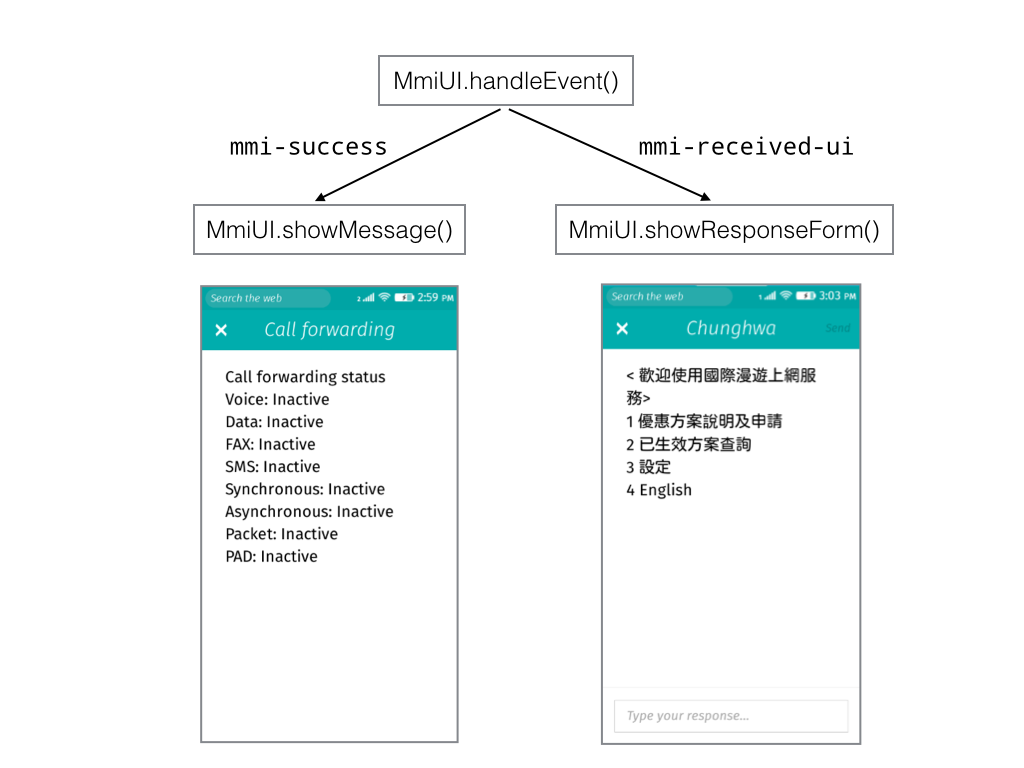 MmiUI.handleEvent()
mmi-success
mmi-received-ui
MmiUI.showMessage()
MmiUI.showResponseForm()
Search the web
2
2:59 PM
Call forwarding
Call forwarding status
Voice: Inactive
Data: Inactive
FAX: Inactive
SMS: Inactive
Synchronous: Inactive
Asynchronous: Inactive
Packet: Inactive
PAD: Inactive
Search the web
1
3:03 PM
Chunghwa
Send
< 歡迎使用國際漫遊上網服
務>
1 優惠方案說明及申請
2 已生效方案查詢
3 設定
4 English
Type your response...